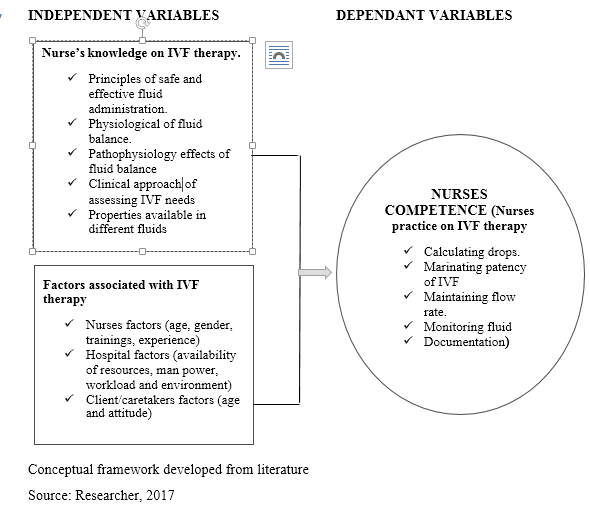 INDEPENDENT VARIABLES
DEPENDANT VARIABLES
Nurse's knowledge on IVF therapy.
✓ Principles of safe and
effective fluid
administration.
✓ Physiological of fluid
balance.
✓ Pathophysiology effects of
fluid balance
✓ Clinical approach of
assessing IVF needs
✓ Properties available in
different fluids
Factors associated with IVF
therapy
✓ Nurses factors (age, gender,
trainings, experience)
✓ Hospital factors (availability
of resources, man power,
workload and environment)
✓ Client/caretakers factors (age
and attitude)
NURSES
COMPETENCE (Nurses
practice on IVF therapy
✓ Calculating drops.
✓ Marinating patency
of IVF
✓ Maintaining flow
rate.
✓ Monitoring fluid
✓ Documentation)
Conceptual framework developed from literature
Source: Researcher, 2017